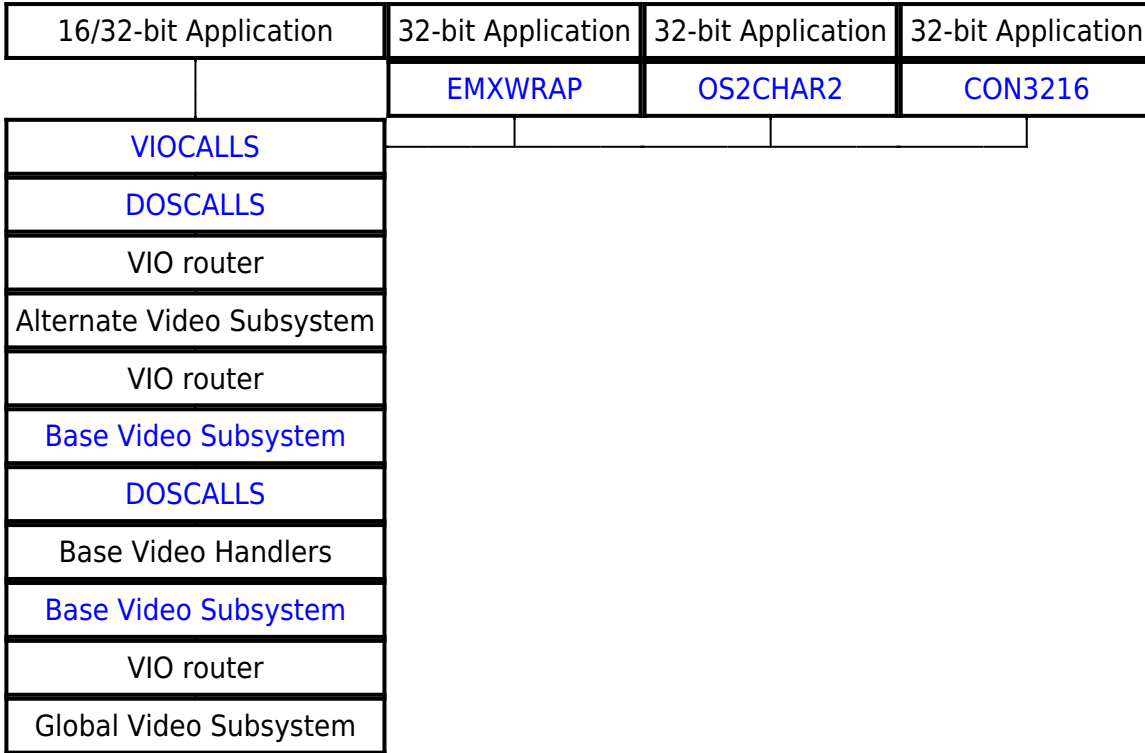 16/32-bit Application
32-bit Application
32-bit Application
32-bit Application
EMXWRAP
OS2CHAR2
CON3216
VIOCALLS
DOSCALLS
VIO router
Alternate Video Subsystem
VIO router
Base Video Subsystem
DOSCALLS
Base Video Handlers
Base Video Subsystem
VIO router
Global Video Subsystem